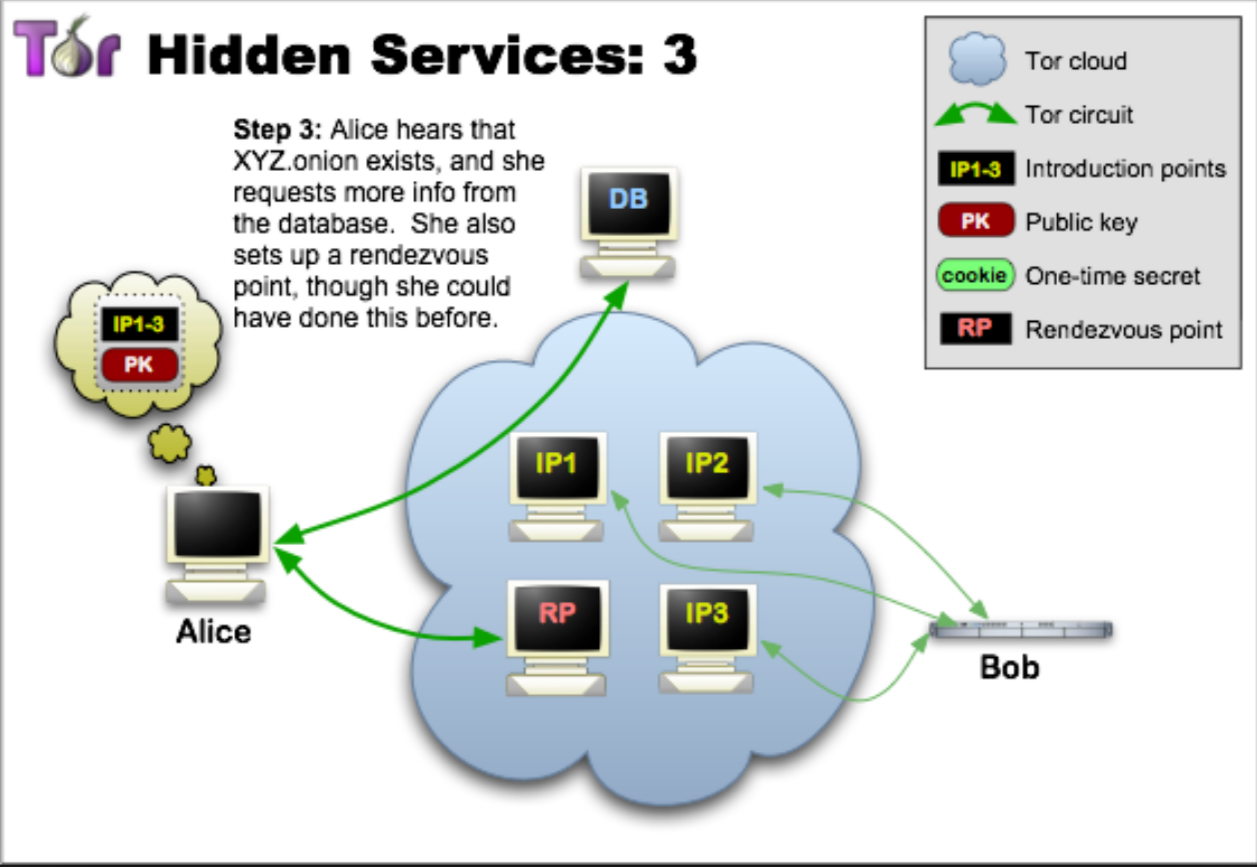 Tor Hidden Services: 3
Step 3: Alice hears that
XYZ.onion exists, and she
requests more info from
the database.  She also
sets up a rendezvous
point, though she could
have done this before.
Tor cloud
Tor circuit
IP1-3 Introduction points
PK Public key
cookie One-time secret
RP Rendezvous point
DB
IP1-3
PK
IP1
IP2
RP
IP3
Alice
Bob